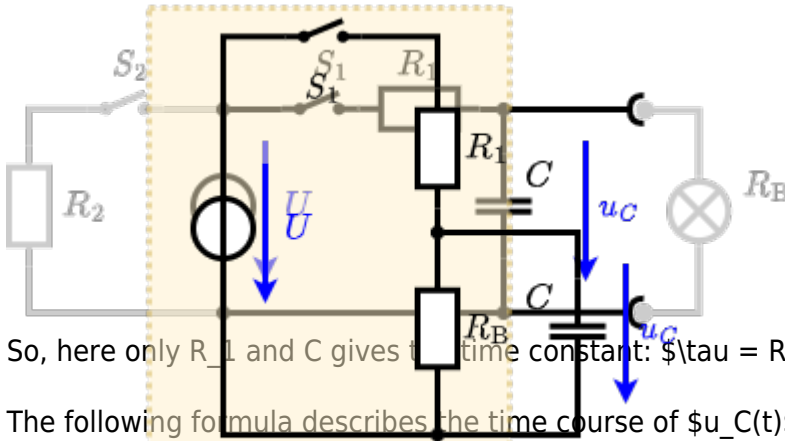 S_2 S_1 R_1
S_1
R_1 C
R_2 U u_C R_B
U
C
R_B u_C
So, here only R_1 and C gives t time constant: $\tau = R
The following formula describes the time course of $u_C(t):